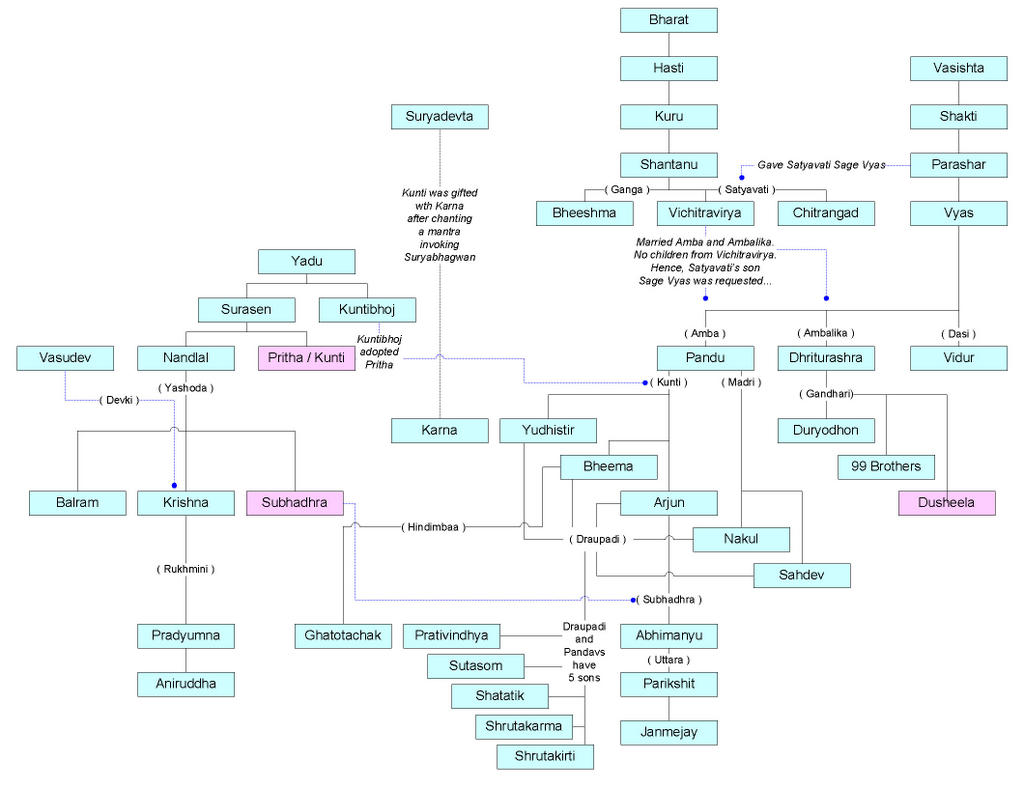 Bharat
Hasti
Vasishta
Suryadevta
Kuru
Shakti
Shantanu
Gave Satyavati Sage Vyas
Parashar
( Ganga )
( Satyavati )
Kunti was gifted
wth Karna
after chanting
a mantra
invoking
Suryabhagwan
Bheeshma
Vichitravirya
Chitrangad
Vyas
Married Amba and Ambalika.
No children from Vichitravirya.
Hence, Satyavati's son
Sage Vyas was requested...
Yadu
Surasen
Kuntibhoj
Kuntibhoj
adopted
Pritha
( Amba )
( Ambalika )
( Dasi )
Vasudev
Nandlal
Pritha / Kunti
Pandu
Dhriturashra
Vidur
( Yashoda )
( Devki )
( Kunti )
( Madri )
( Gandhari)
Karna
Yudhistir
Duryodhon
Bheema
99 Brothers
Balram
Krishna
Subhadhra
Arjun
Dusheela
( Hindimbaa )
( Draupadi )
Nakul
( Rukhmini )
Sahdev
( Subhadhra )
Pradyumna
Ghatotachak
Prativindhya
Draupadi
and
Pandavs
have
5 sons
Abhimanyu
( Uttara )
Sutasom
Aniruddha
Parikshit
Shatatik
Shrutakarma
Janmejay
Shrutakirti